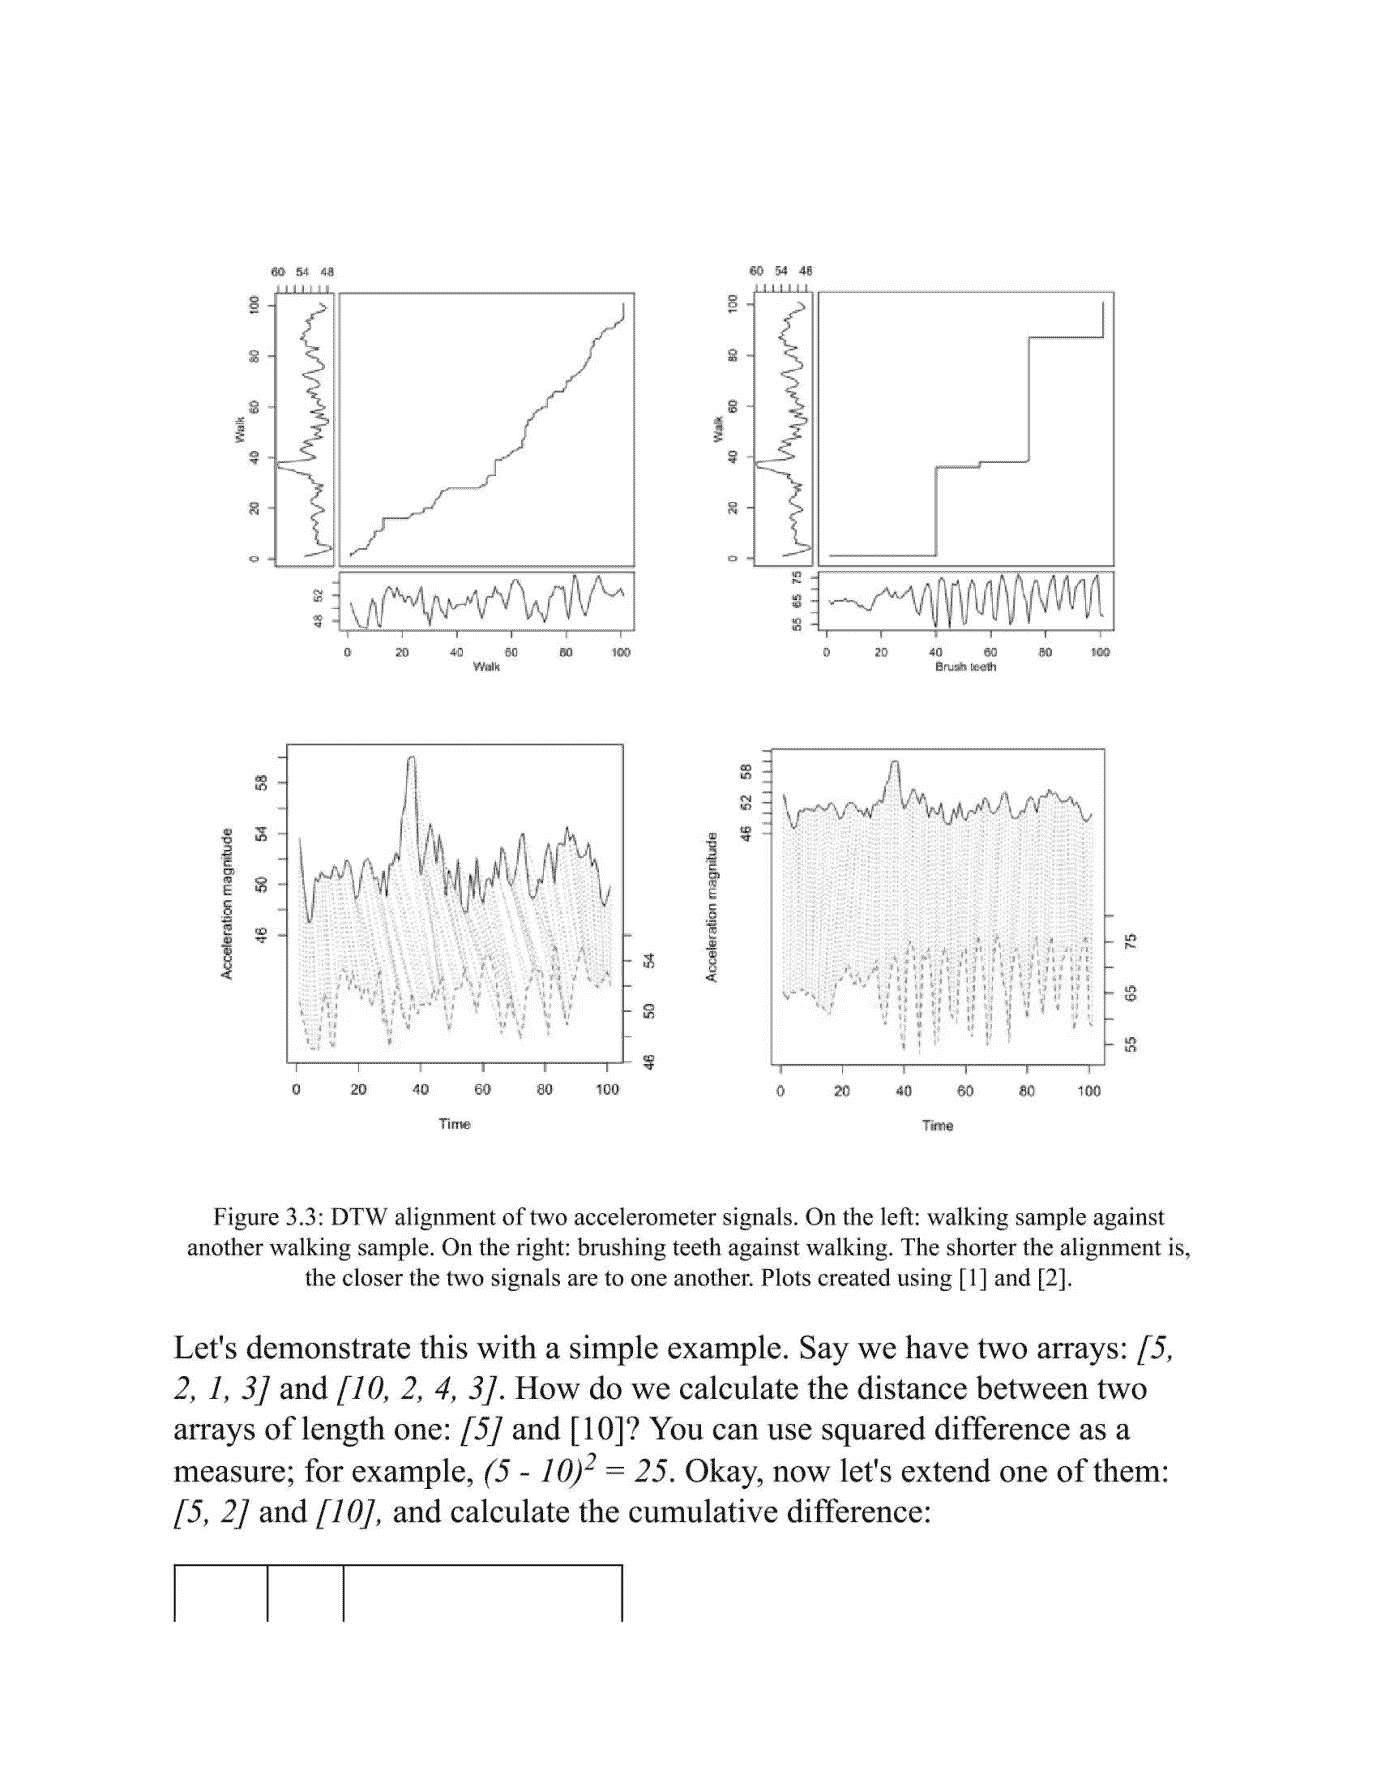 60 54 48
100
80
60
40
20
0
Walk
52
48
0 20 40 60 80 100
Walk
60 54 48
100
80
60
40
20
0
Walk
75
65
55
0 20 40 60 80 100
Brush teeth
58
54
50
46
Acceleration magnitude
54
50
46
0 20 40 60 80 100
Time
58
52
46
Acceleration magnitude
75
65
55
0 20 40 60 80 100
Time
Figure 3.3: DTW alignment of two accelerometer signals. On the left: walking sample against
another walking sample. On the right: brushing teeth against walking. The shorter the alignment is,
the closer the two signals are to one another. Plots created using [1] and [2].
Let's demonstrate this with a simple example. Say we have two arrays: [5,
2, 1, 3] and [10, 2, 4, 3]. How do we calculate the distance between two
arrays of length one: [5] and [10]? You can use squared difference as a
measure; for example, (5 - 10)² = 25. Okay, now let's extend one of them:
[5, 2] and [10], and calculate the cumulative difference: